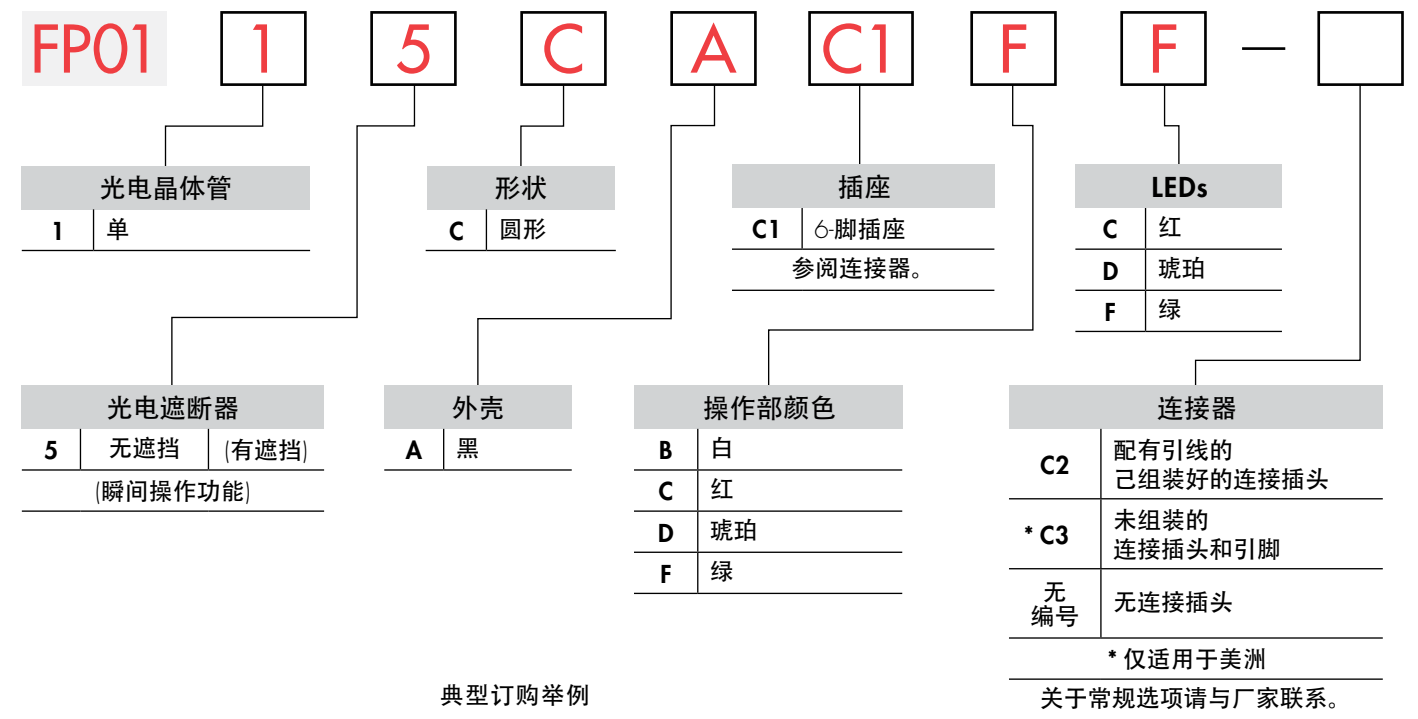 FP01 1 5 C A C1 F F —
光电晶体管
1 单
形状
C 圆形
插座
C1 6-脚插座
参阅连接器。
LEDs
C 红
D 琥珀
F 绿
光电遮断器
5 无遮挡 (有遮挡)
(瞬间操作功能)
外壳
A 黑
操作部颜色
B 白
C 红
D 琥珀
F 绿
连接器
C2 配有引线的
己组装好的连接插头
* C3 未组装的
连接插头和引脚
无
编号 无连接插头
* 仅适用于美洲
关于常规选项请与厂家联系。
典型订购举例